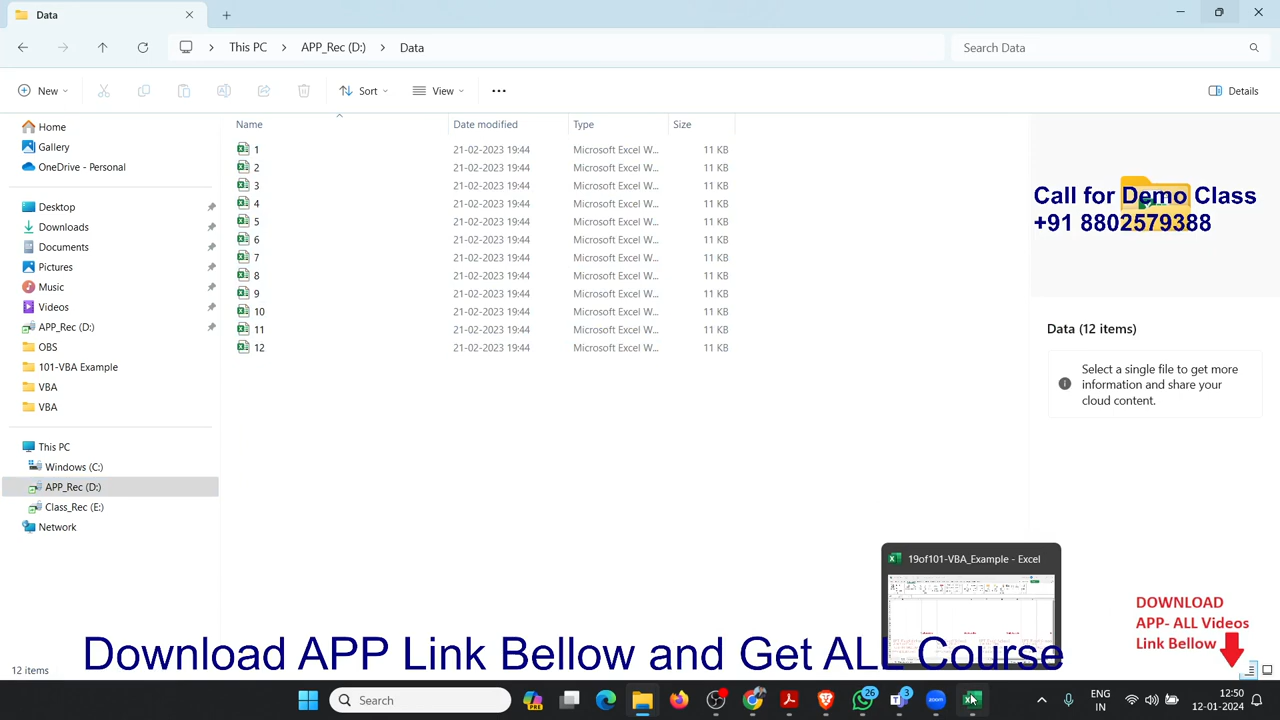 Data
This PC
APP_Rec (D:)
Data
Search Data
New
Sort
View
Details
Name
Date modified
Type
Size
1 21-02-2023 19:44 Microsoft Excel W... 11 KB
2 21-02-2023 19:44 Microsoft Excel W... 11 KB
3 21-02-2023 19:44 Microsoft Excel W... 11 KB
4 21-02-2023 19:44 Microsoft Excel W... 11 KB
5 21-02-2023 19:44 Microsoft Excel W... 11 KB
6 21-02-2023 19:44 Microsoft Excel W... 11 KB
7 21-02-2023 19:44 Microsoft Excel W... 11 KB
8 21-02-2023 19:44 Microsoft Excel W... 11 KB
9 21-02-2023 19:44 Microsoft Excel W... 11 KB
10 21-02-2023 19:44 Microsoft Excel W... 11 KB
11 21-02-2023 19:44 Microsoft Excel W... 11 KB
12 21-02-2023 19:44 Microsoft Excel W... 11 KB
Home
Gallery
OneDrive - Personal
Desktop
Downloads
Documents
Pictures
Music
Videos
APP_Rec (D:)
OBS
101-VBA Example
VBA
VBA
This PC
Windows (C:)
APP_Rec (D:)
Class_Rec (E:)
Network
Call for Demo Class
+91 8802579388
Data (12 items)
Select a single file to get more
information and share your
cloud content.
19of101-VBA_Example - Excel
DOWNLOAD
APP- ALL Videos
Link Bellow
Download APP Link Bellow and Get ALL Course
12 items
Search
PRE
26
3
zoom
ENG
IN
12:50
12-01-2024